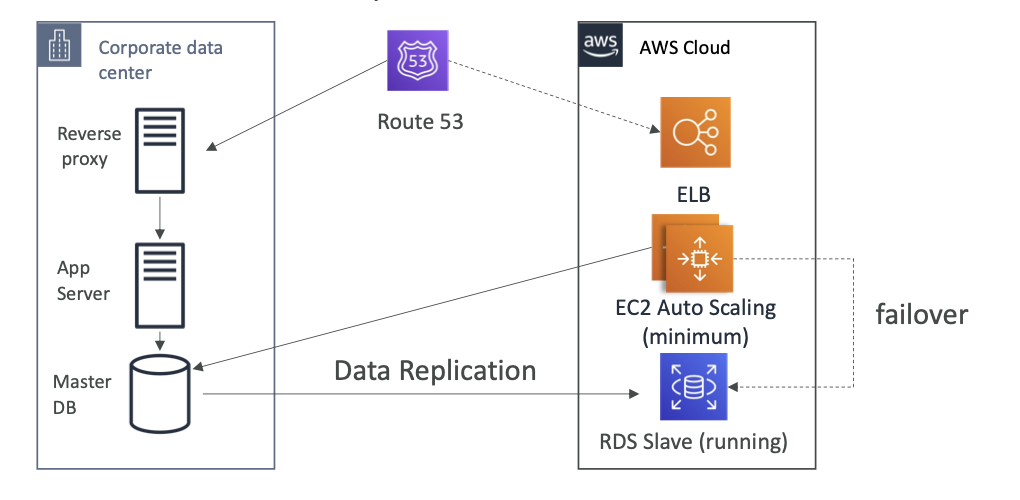 Corporate data
center
aws
AWS Cloud
53
Route 53
Reverse
proxy
ELB
App
Server
EC2 Auto Scaling
(minimum)
failover
Master
DB
Data Replication
RDS Slave (running)